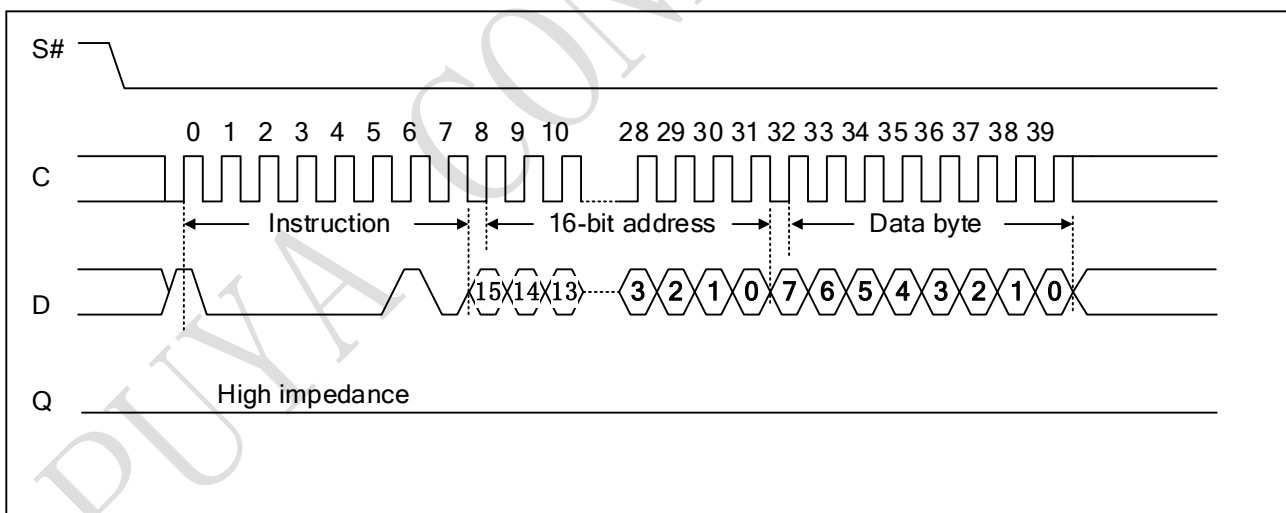 S#
0 1 2 3 4 5 6 7 8 9 10 28 29 30 31 32 33 34 35 36 37 38 39
C
Instruction 16-bit address Data byte
D 15 14 13 3 2 1 0 7 6 5 4 3 2 1 0
High impedance
Q
PUYA CON